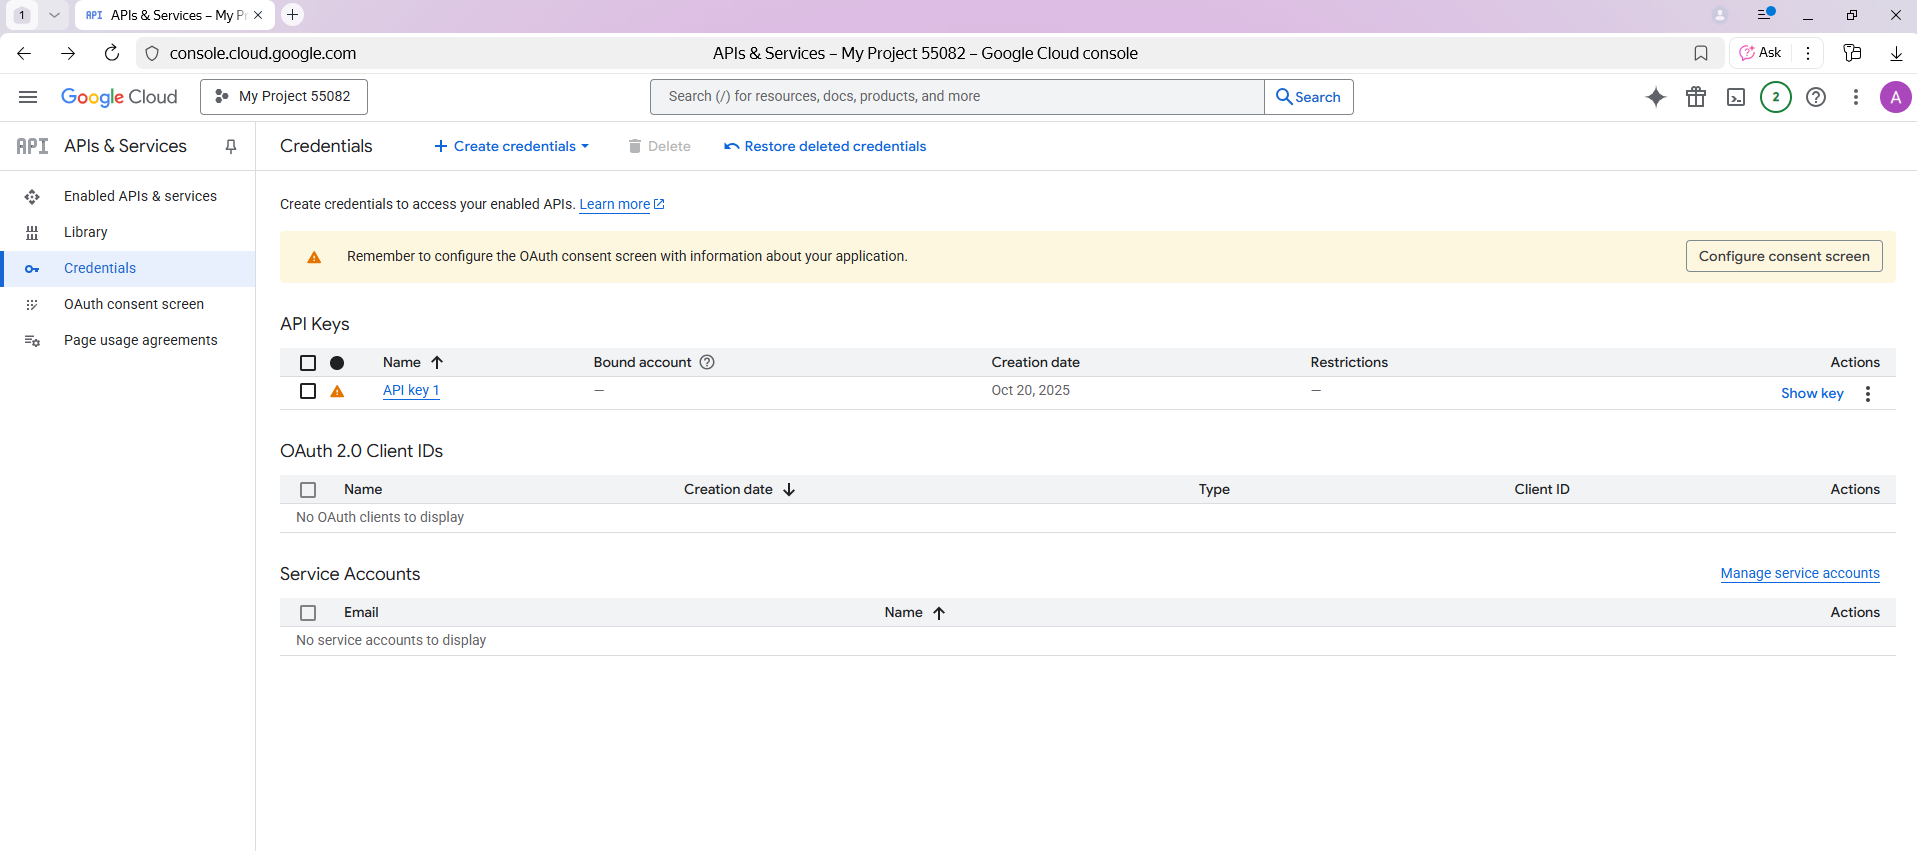 1
API APIs & Services – My P
console.cloud.google.com
APIs & Services – My Project 55082 – Google Cloud console
Ask
Google Cloud
My Project 55082
Search (/) for resources, docs, products, and more
Search
2
A
API APIs & Services
Credentials
Create credentials
Delete
Restore deleted credentials
Enabled APIs & services
Library
Credentials
OAuth consent screen
Page usage agreements
Create credentials to access your enabled APIs. Learn more
Remember to configure the OAuth consent screen with information about your application.
Configure consent screen
API Keys
Name Bound account Creation date Restrictions Actions
API key 1 — Oct 20, 2025 — Show key
OAuth 2.0 Client IDs
Name Creation date Type Client ID Actions
No OAuth clients to display
Service Accounts
Manage service accounts
Email Name Actions
No service accounts to display